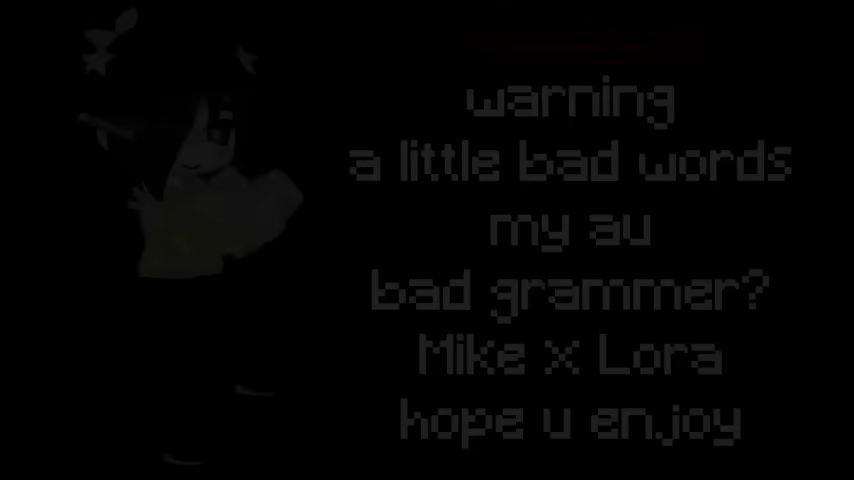 warning
a little bad words
my au
bad grammer?
Mike x Lora
hope u enjoy